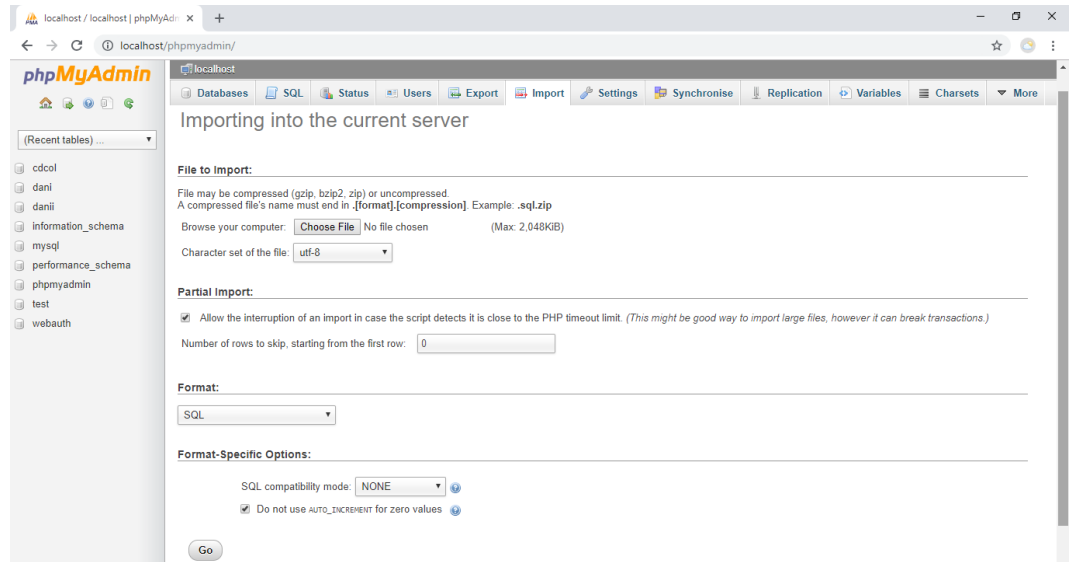 localhost / localhost | phpMyAdm
localhost/phpmyadmin/
phpMyAdmin
(Recent tables) ...
cdcol
dani
danii
information_schema
mysql
performance_schema
phpmyadmin
test
webauth
localhost
Databases SQL Status Users Export Import Settings Synchronise Replication Variables Charsets More
Importing into the current server
File to Import:
File may be compressed (gzip, bzip2, zip) or uncompressed.
A compressed file's name must end in .[format].[compression]. Example: .sql.zip
Browse your computer: Choose File No file chosen (Max: 2,048KiB)
Character set of the file: utf-8
Partial Import:
Allow the interruption of an import in case the script detects it is close to the PHP timeout limit. (This might be good way to import large files, however it can break transactions.)
Number of rows to skip, starting from the first row: 0
Format:
SQL
Format-Specific Options:
SQL compatibility mode: NONE
Do not use AUTO_INCREMENT for zero values
Go